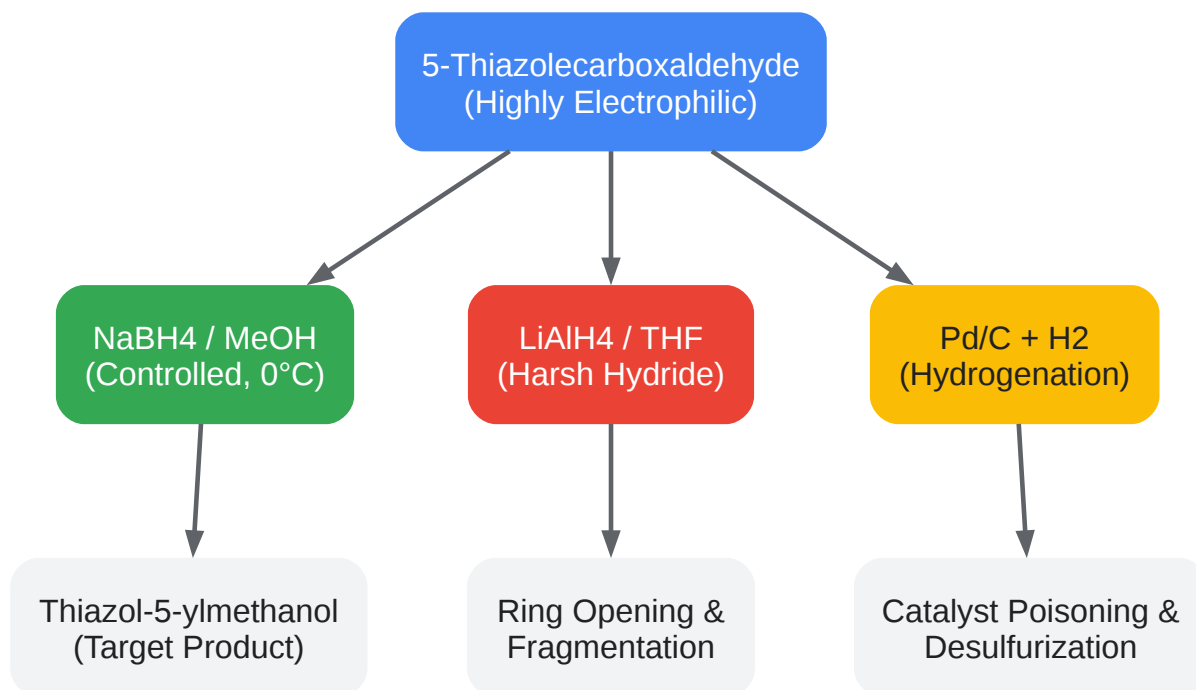 5-Thiazolecarboxaldehyde
(Highly Electrophilic)
NaBH4 / MeOH
(Controlled, 0°C)
LiAlH4 / THF
(Harsh Hydride)
Pd/C + H2
(Hydrogenation)
Thiazol-5-ylmethanol
(Target Product)
Ring Opening &
Fragmentation
Catalyst Poisoning &
Desulfurization